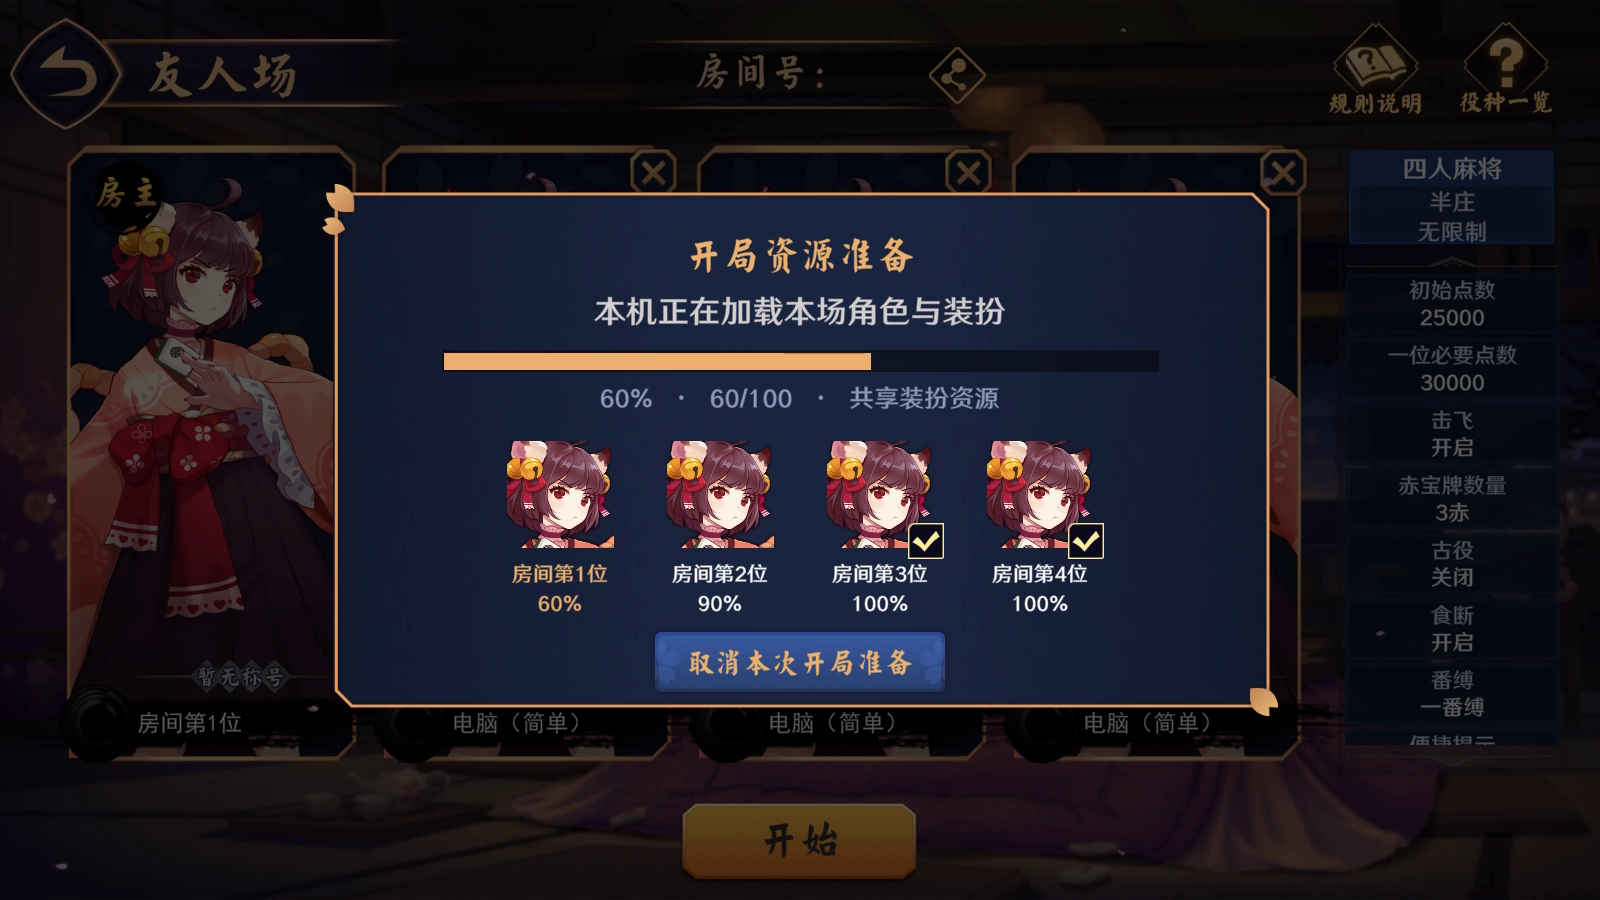 友人场
房间号：
规则说明
役种一览
房主
四人麻将
半庄
无限制
开局资源准备
本机正在加载本场角色与装扮
60% · 60/100 · 共享装扮资源
初始点数
25000
一位必要点数
30000
击飞
开启
赤宝牌数量
3赤
古役
关闭
食断
开启
番缚
一番缚
便捷提示
房间第1位
60%
房间第2位
90%
房间第3位
100%
房间第4位
100%
取消本次开局准备
暂无称号
房间第1位
电脑（简单）
电脑（简单）
电脑（简单）
开始